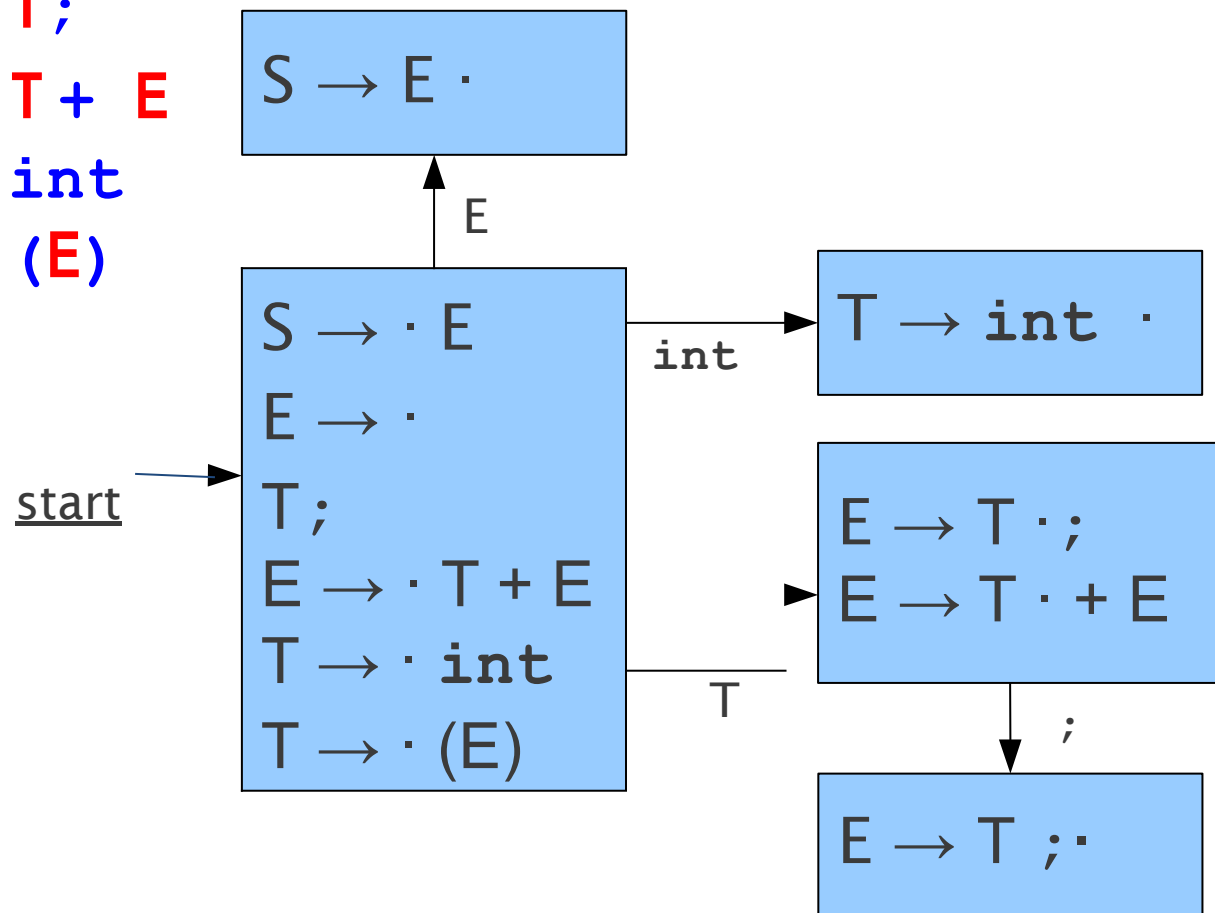 T;
T + E
int
(E)
S → E ·
E
S → · E
E → ·
T;
E → · T + E
T → · int
T → · (E)
start
int
T → int ·
T
E → T ·;
E → T · + E
;
E → T ;·